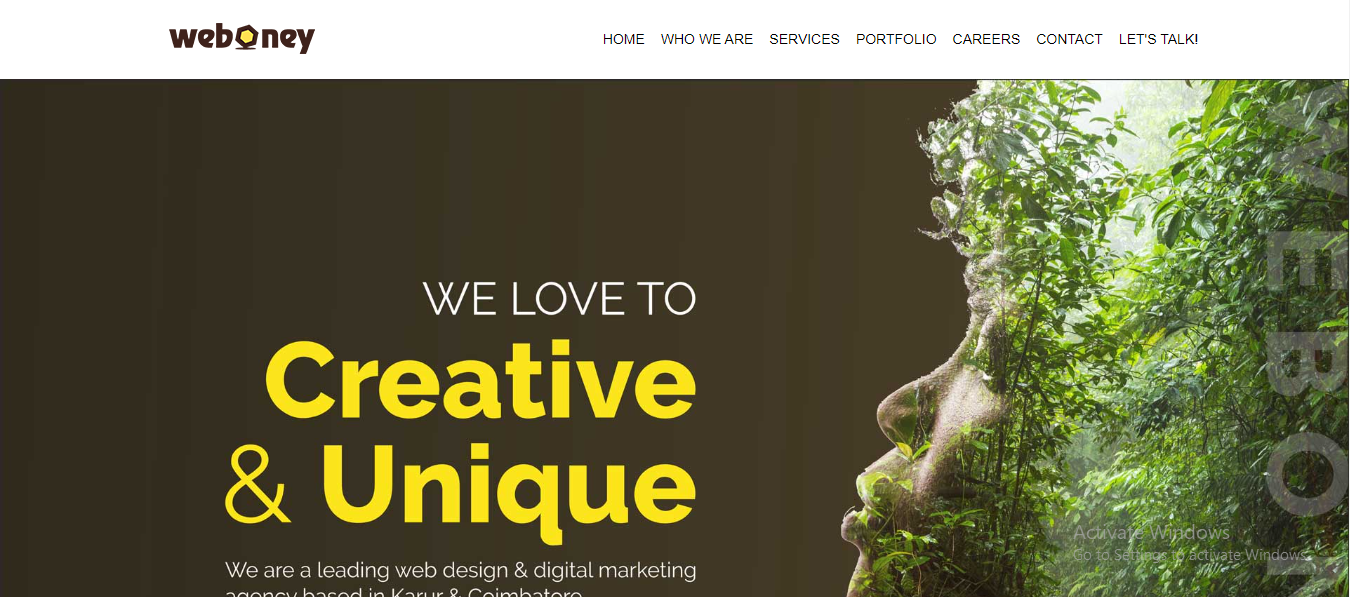 weboney
HOME WHO WE ARE SERVICES PORTFOLIO CAREERS CONTACT LET'S TALK!
WE LOVE TO
Creative
& Unique
We are a leading web design & digital marketing
agency based in Karur & Coimbatore
WEBON
Activate Windows
Go to Settings to activate Windows.